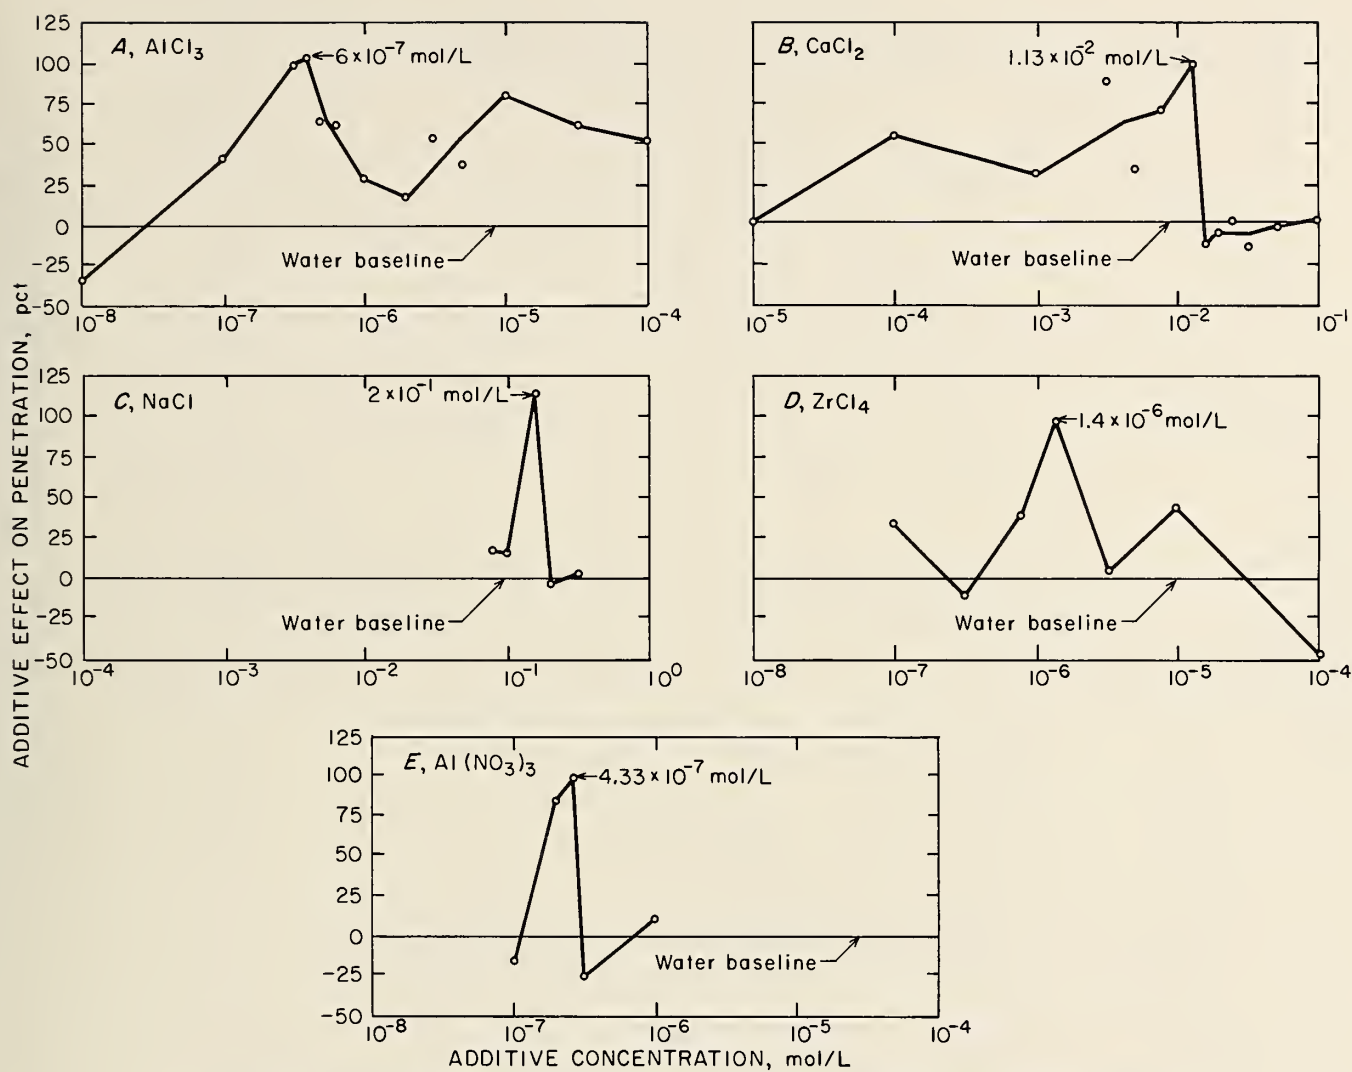 ADDITIVE EFFECT ON PENETRATION, pct
125
100
75
50
25
0
-25
-50
A, AlCl₃
6×10⁻⁷ mol/L
Water baseline
10⁻⁸ 10⁻⁷ 10⁻⁶ 10⁻⁵ 10⁻⁴
B, CaCl₂
1.13×10⁻² mol/L
Water baseline
10⁻⁵ 10⁻⁴ 10⁻³ 10⁻² 10⁻¹
125
100
75
50
25
0
-25
-50
C, NaCl
2×10⁻¹ mol/L
Water baseline
10⁻⁴ 10⁻³ 10⁻² 10⁻¹ 10⁰
D, ZrCl₄
1.4×10⁻⁶ mol/L
Water baseline
10⁻⁸ 10⁻⁷ 10⁻⁶ 10⁻⁵ 10⁻⁴
125
100
75
50
25
0
-25
-50
E, Al(NO₃)₃
4.33×10⁻⁷ mol/L
Water baseline
10⁻⁸ 10⁻⁷ 10⁻⁶ 10⁻⁵ 10⁻⁴
ADDITIVE CONCENTRATION, mol/L